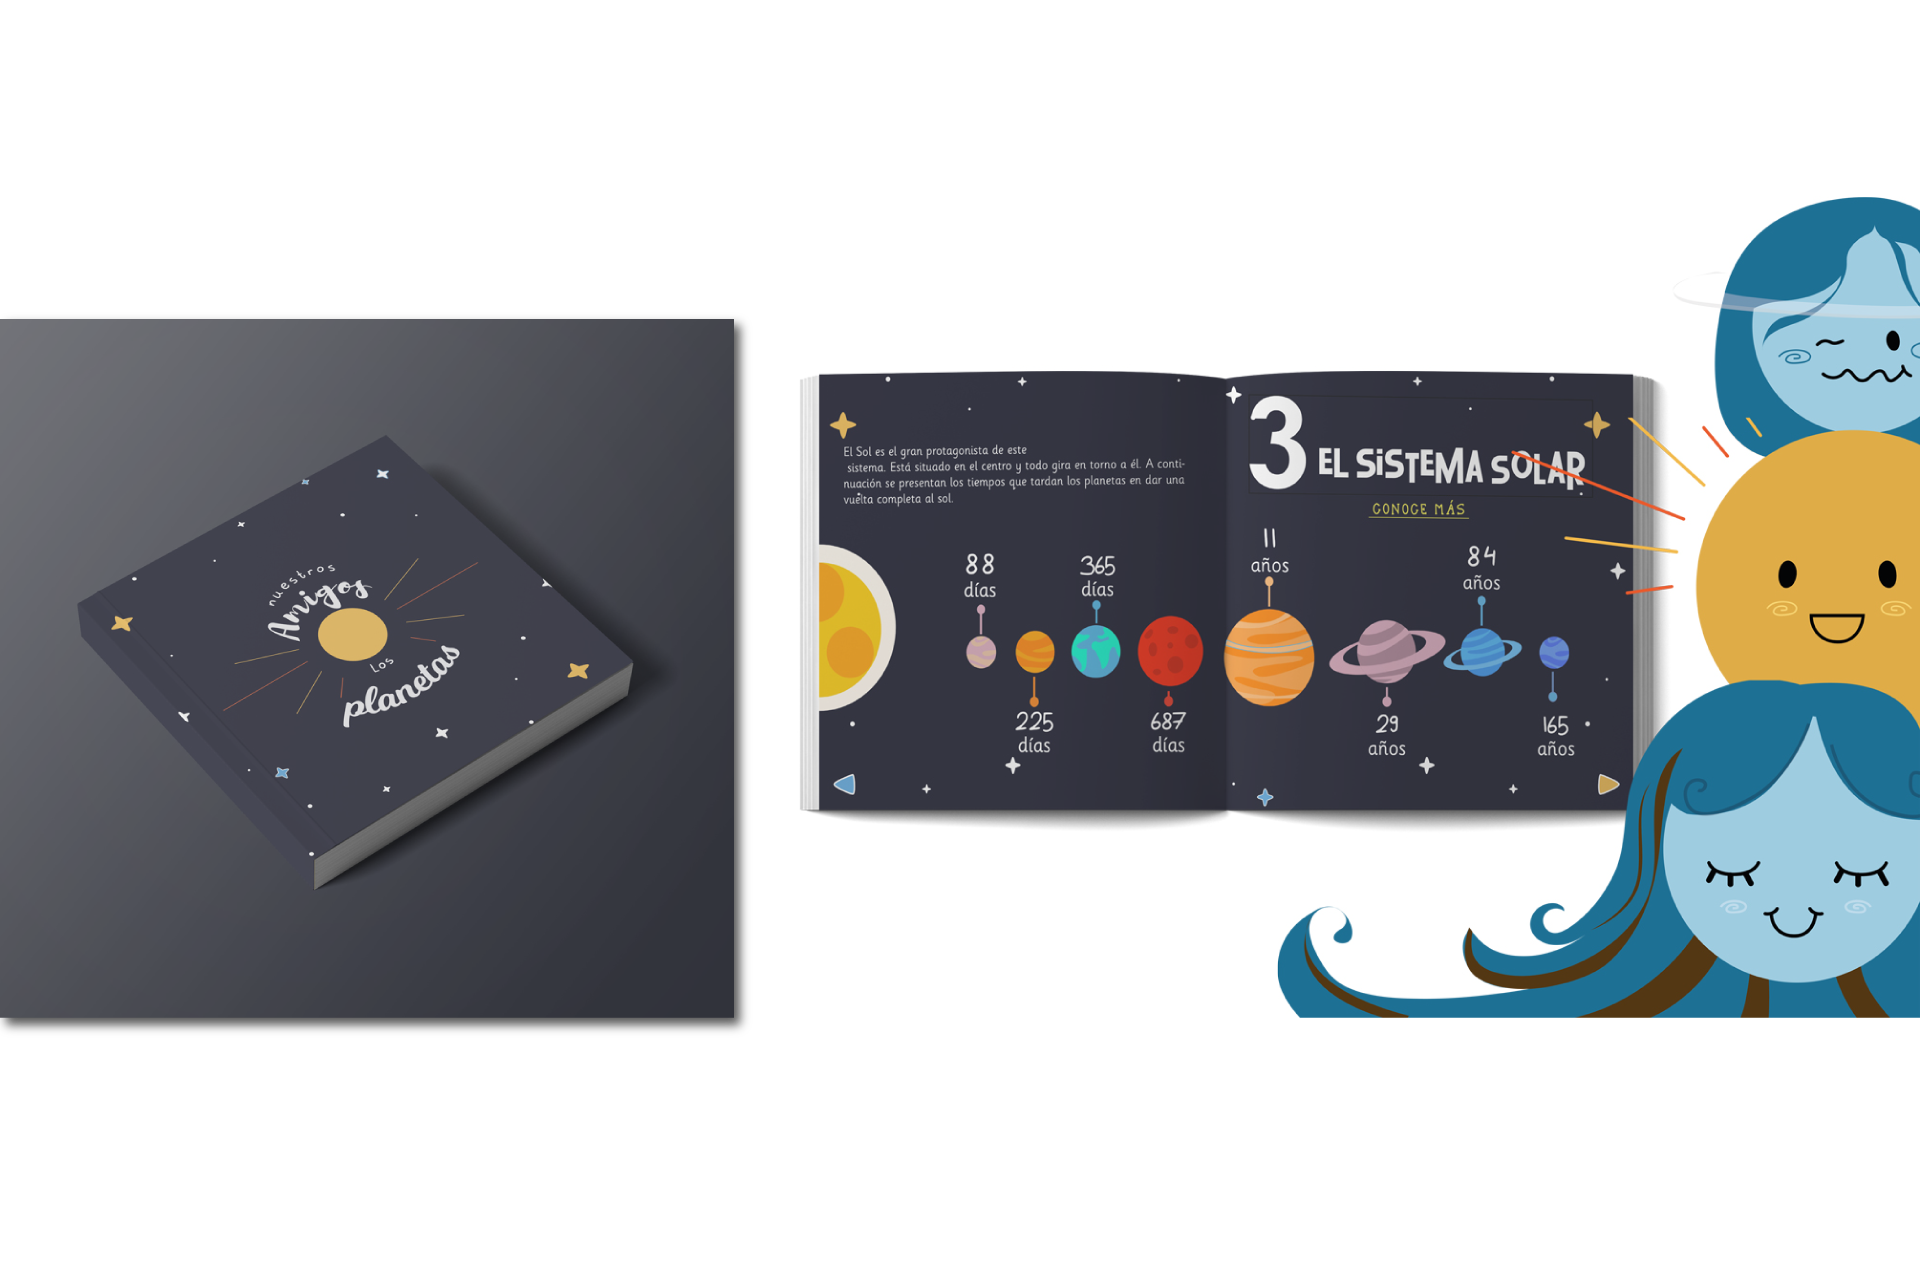 nuestros
Amigos
Los
planetas
El Sol es el gran protagonista de este
sistema. Está situado en el centro y todo gira en torno a él. A conti-
nuación se presentan los tiempos que tardan los planetas en dar una
vuelta completa al sol.
88
días
225
días
365
días
687
días
3 EL SiSTEMA SOLAR
CONOCE MÁS
11
años
29
años
84
años
165
años